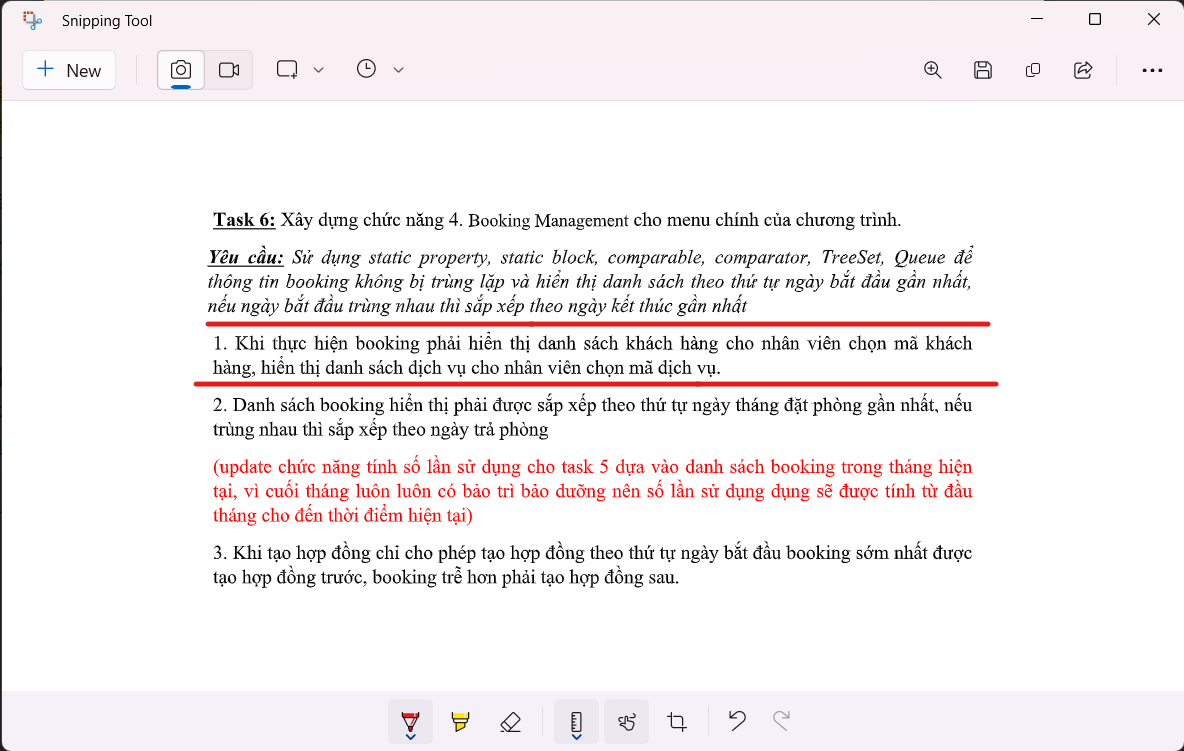 Snipping Tool
New
Task 6: Xây dựng chức năng 4. Booking Management cho menu chính của chương trình.
Yêu cầu: Sử dụng static property, static block, comparable, comparator, TreeSet, Queue để
thông tin booking không bị trùng lặp và hiển thị danh sách theo thứ tự ngày bắt đầu gần nhất,
nếu ngày bắt đầu trùng nhau thì sắp xếp theo ngày kết thúc gần nhất
1. Khi thực hiện booking phải hiển thị danh sách khách hàng cho nhân viên chọn mã khách
hàng, hiển thị danh sách dịch vụ cho nhân viên chọn mã dịch vụ.
2. Danh sách booking hiển thị phải được sắp xếp theo thứ tự ngày tháng đặt phòng gần nhất, nếu
trùng nhau thì sắp xếp theo ngày trả phòng
(update chức năng tính số lần sử dụng cho task 5 dựa vào danh sách booking trong tháng hiện
tại, vì cuối tháng luôn luôn có bảo trì bảo dưỡng nên số lần sử dụng dụng sẽ được tính từ đầu
tháng cho đến thời điểm hiện tại)
3. Khi tạo hợp đồng chỉ cho phép tạo hợp đồng theo thứ tự ngày bắt đầu booking sớm nhất được
tạo hợp đồng trước, booking trễ hơn phải tạo hợp đồng sau.